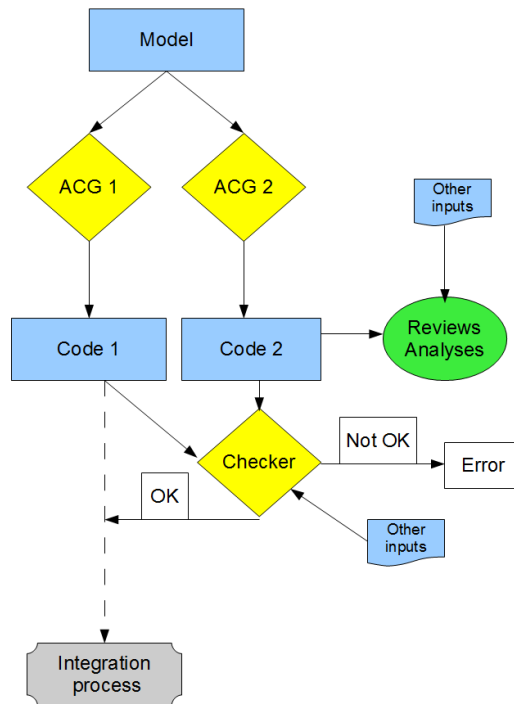 Model
ACG 1
ACG 2
Other
inputs
Code 1
Code 2
Reviews
Analyses
Checker
Not OK
Error
OK
Other
inputs
Integration
process